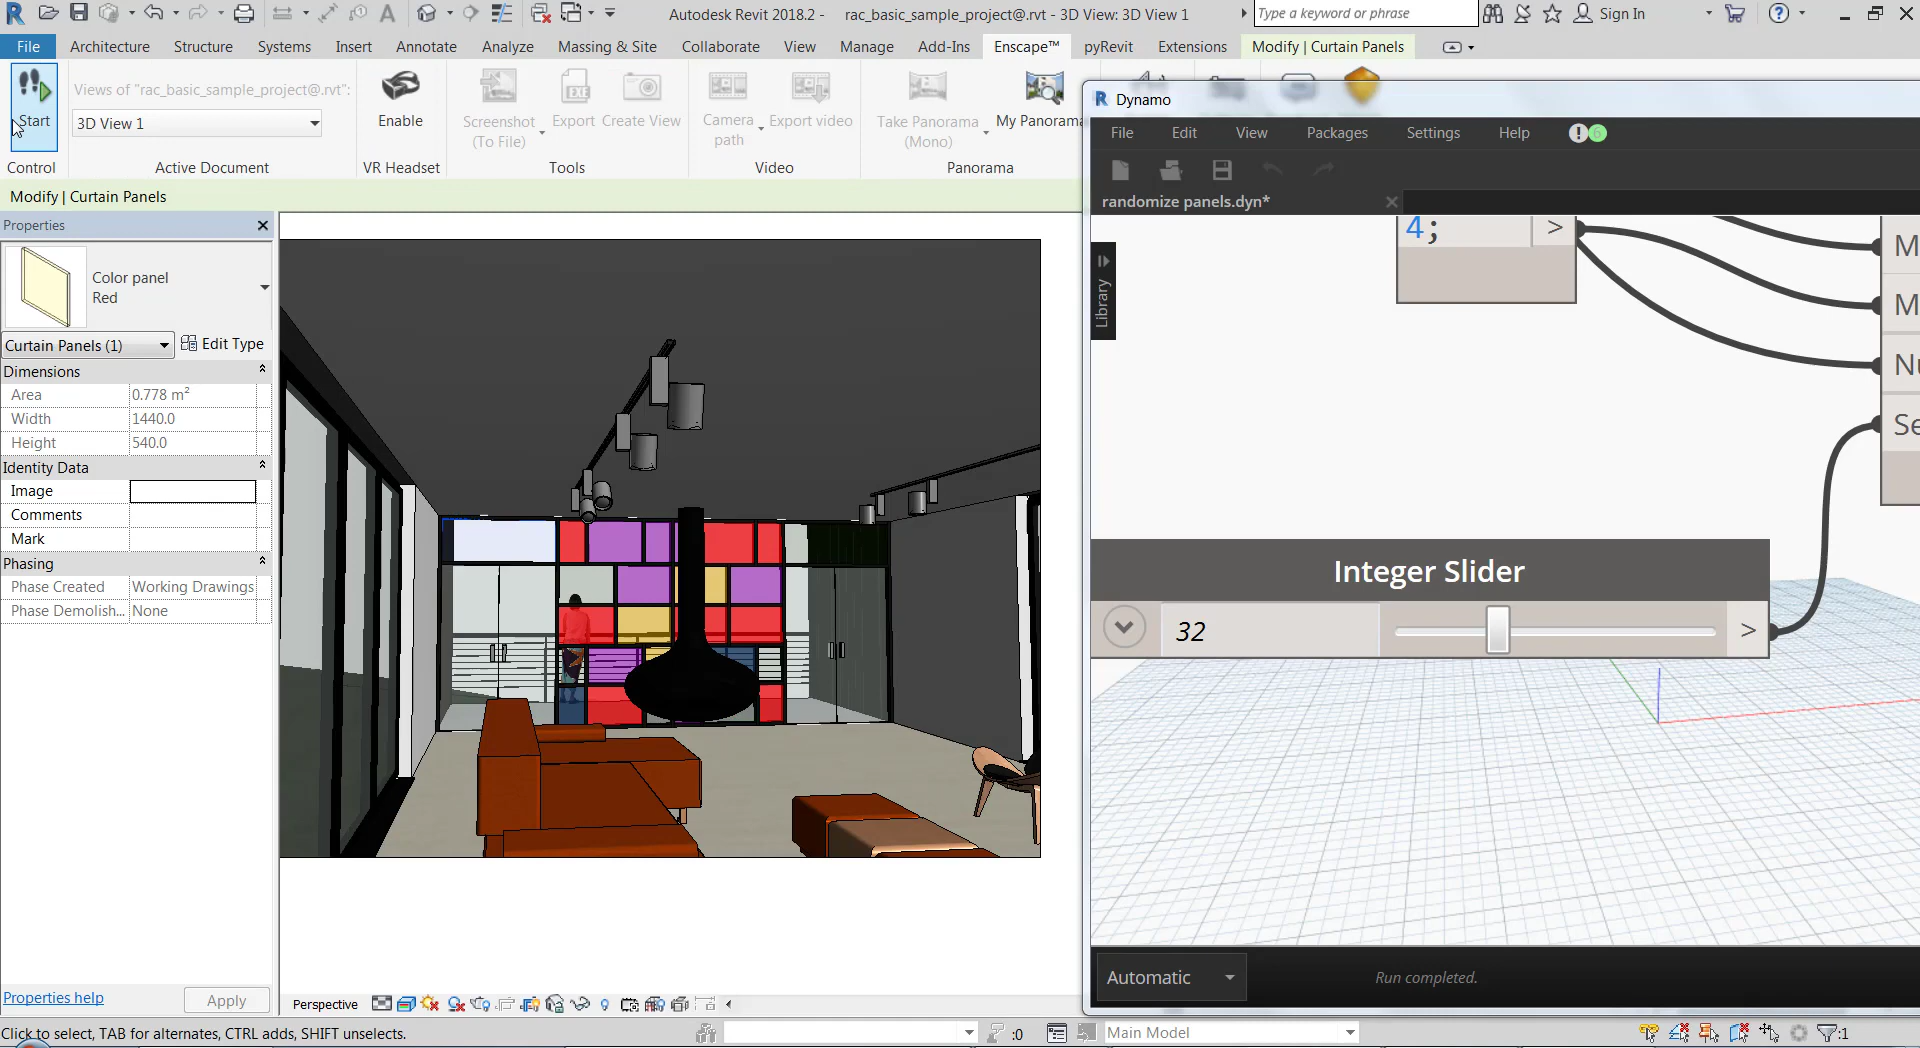 Autodesk Revit 2018.2 - rac_basic_sample_project@.rvt - 3D View: 3D View 1
Type a keyword or phrase
Sign In
File Architecture Structure Systems Insert Annotate Analyze Massing & Site Collaborate View Manage Add-Ins Enscape™ pyRevit Extensions Modify | Curtain Panels
Start
Views of "rac_basic_sample_project@.rvt":
3D View 1
Enable
Screenshot
(To File)
Export
Create View
Camera
path
Export video
Take Panorama
(Mono)
My Panorama
Control
Active Document
VR Headset
Tools
Video
Panorama
Modify | Curtain Panels
Properties
Color panel
Red
Curtain Panels (1)
Edit Type
Dimensions
Area 0.778 m²
Width 1440.0
Height 540.0
Identity Data
Image
Comments
Mark
Phasing
Phase Created Working Drawings
Phase Demolish... None
Properties help
Apply
Perspective
Click to select, TAB for alternates, CTRL adds, SHIFT unselects.
:0
Main Model
:1
Dynamo
File Edit View Packages Settings Help
randomize panels.dyn*
Library
4;
>
M
M
Nu
Se
Integer Slider
32
>
Automatic
Run completed.